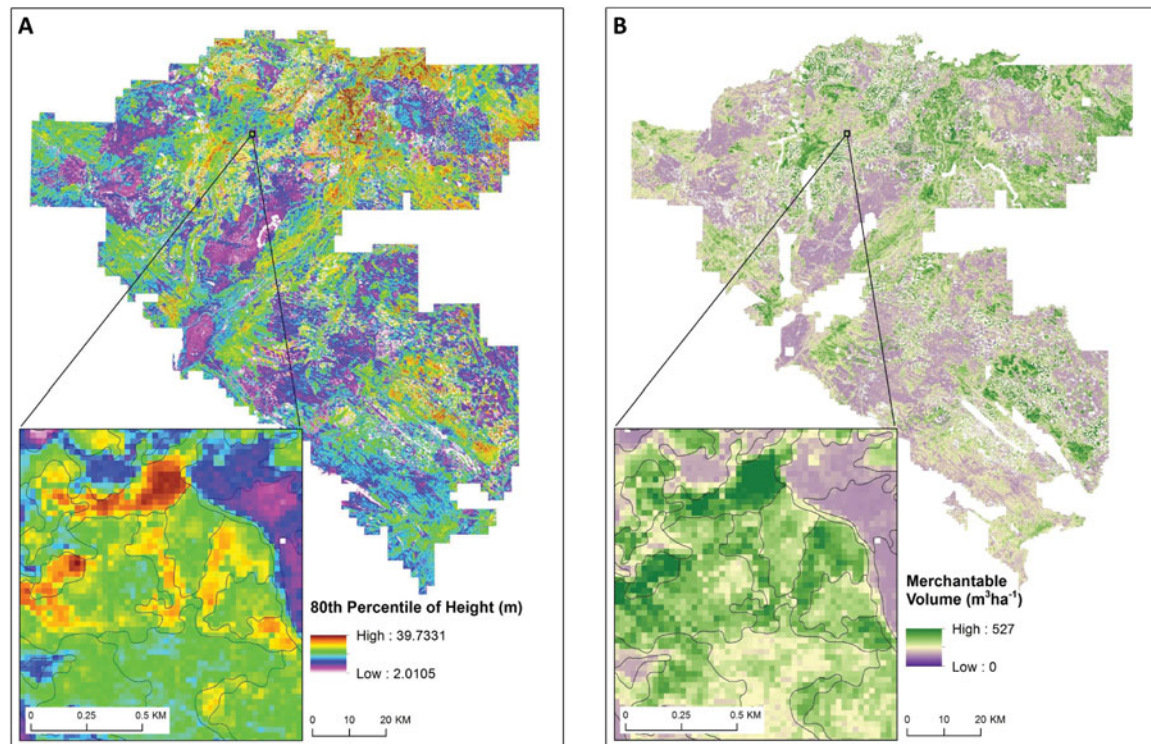 A
80th Percentile of Height (m)
High : 39.7331
Low : 2.0105
0 0.25 0.5 KM
0 10 20 KM
B
Merchantable
Volume (m³ha⁻¹)
High : 527
Low : 0
0 0.25 0.5 KM
0 10 20 KM